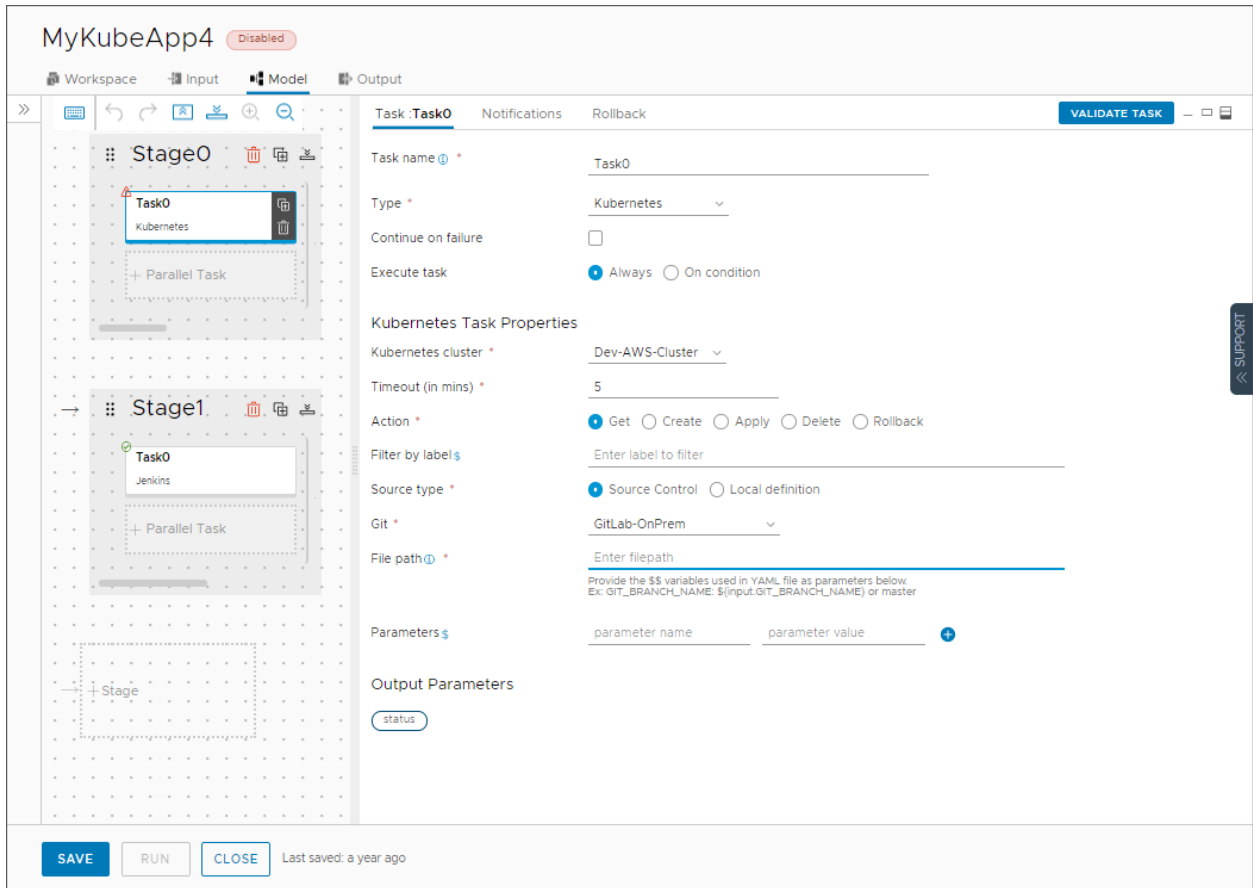 MyKubeApp4 Disabled
Workspace Input Model Output
Task :Task0 Notifications Rollback VALIDATE TASK
Stage0
Task0
Kubernetes
+ Parallel Task
Stage1
Task0
Jenkins
+ Parallel Task
+Stage
Task name * Task0
Type * Kubernetes
Continue on failure
Execute task Always On condition
Kubernetes Task Properties
Kubernetes cluster * Dev-AWS-Cluster
Timeout (in mins) * 5
Action * Get Create Apply Delete Rollback
Filter by label $ Enter label to filter
Source type * Source Control Local definition
Git * GitLab-OnPrem
File path * Enter filepath
Provide the $$ variables used in YAML file as parameters below.
Ex: GIT_BRANCH_NAME: ${input.GIT_BRANCH_NAME} or master
Parameters $ parameter name parameter value
Output Parameters
status
SUPPORT
SAVE RUN CLOSE Last saved: a year ago